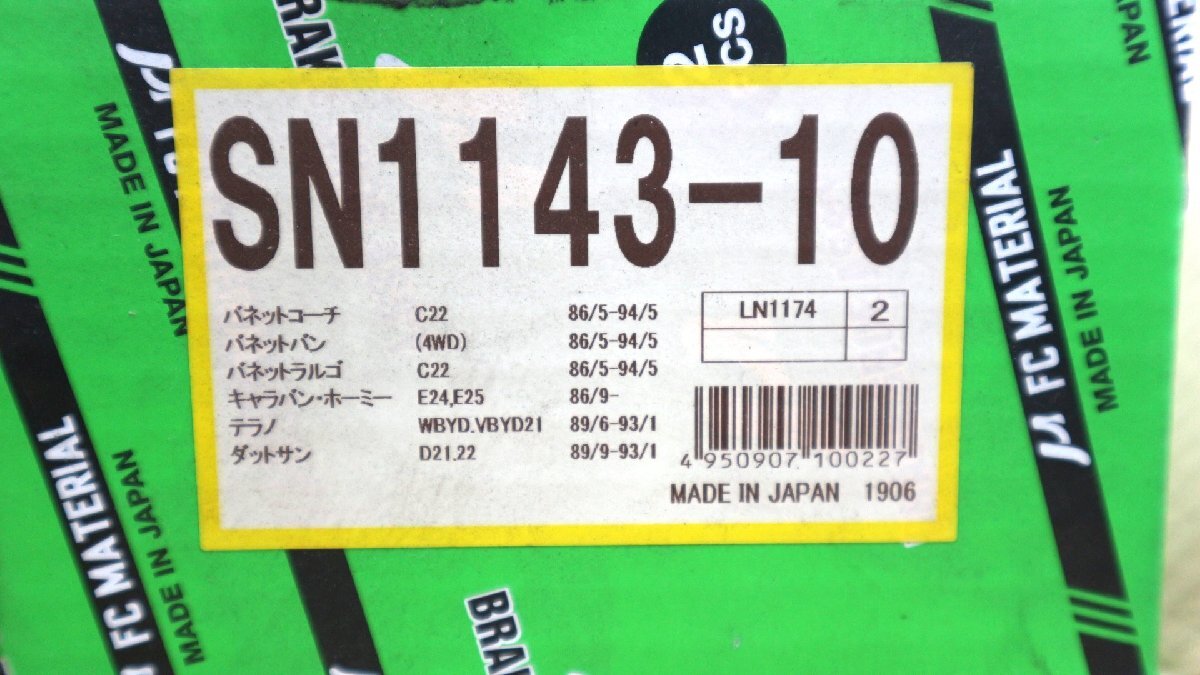 SN1143-10
バネットコーチ C22 86/5-94/5
バネットバン (4WD) 86/5-94/5
バネットラルゴ C22 86/5-94/5
キャラバン・ホーミー E24,E25 86/9-
テラノ WBYD.VBYD21 89/6-93/1
ダットサン D21.22 89/9-93/1
LN1174 2
4 950907 100227
MADE IN JAPAN 1906
MADE IN JAPAN
FC MATERIAL
MADE IN JAPAN
FC MATERIAL
MADE IN JAPAN
JAPAN